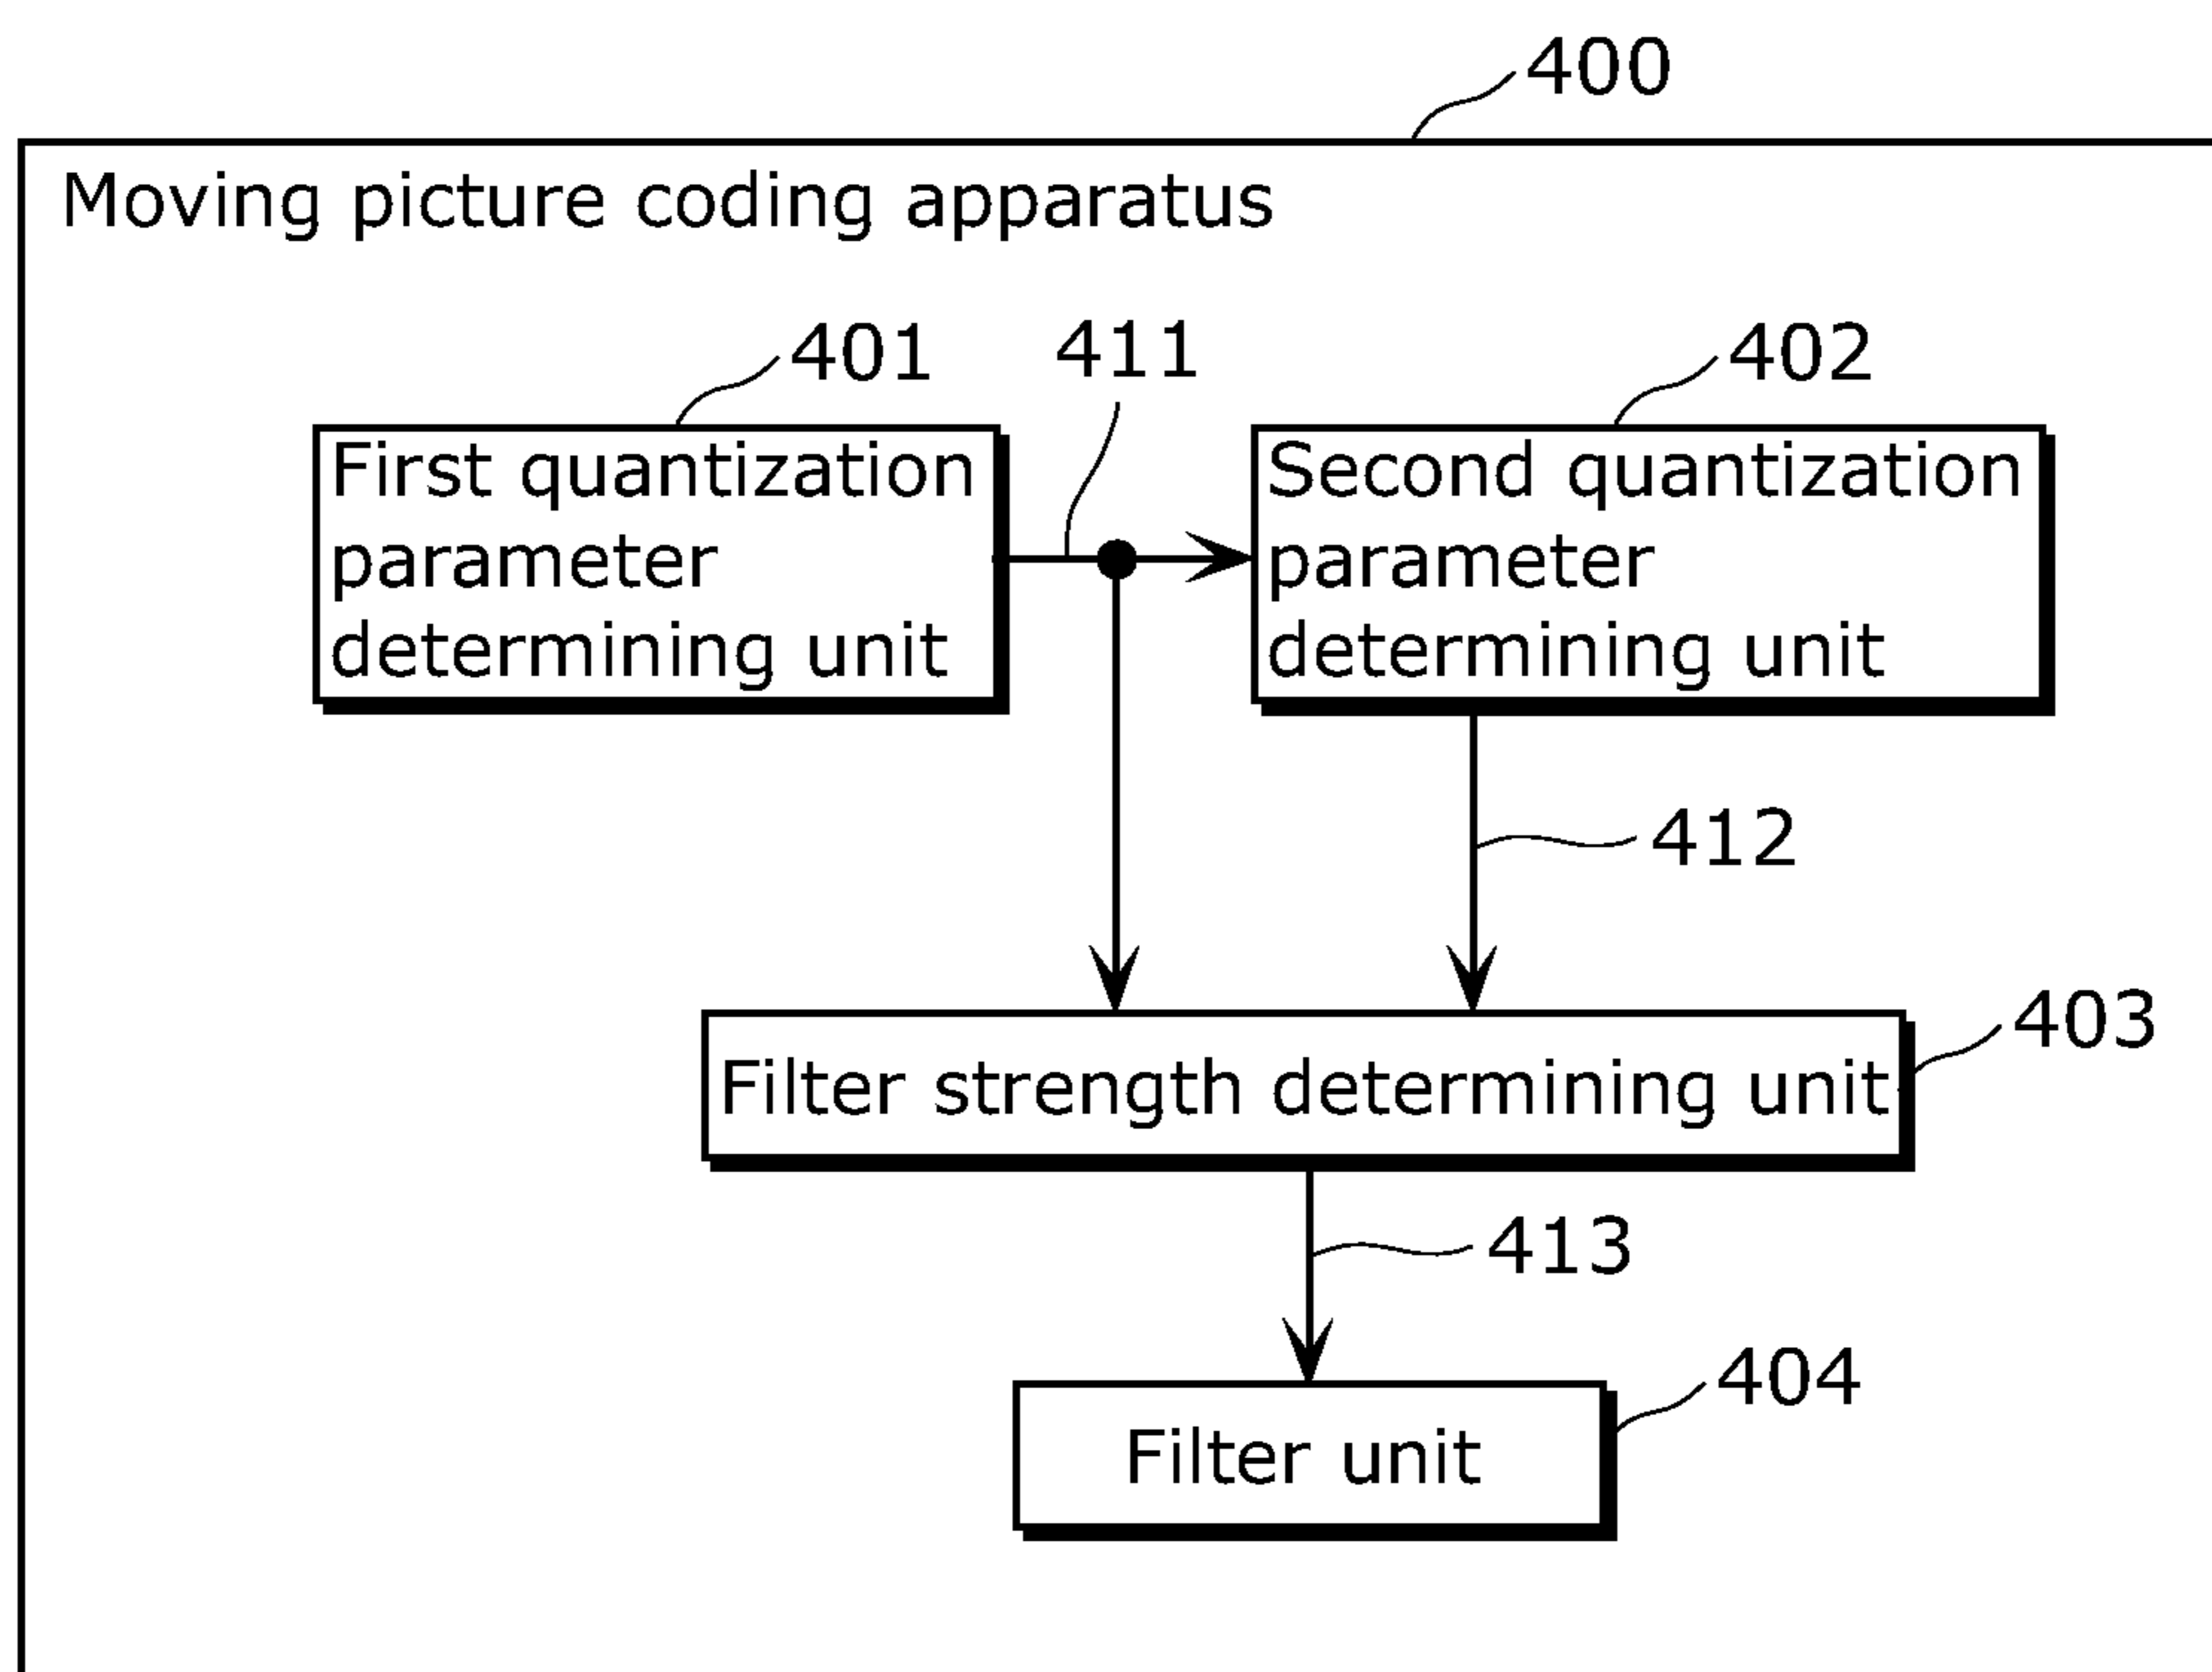 400
Moving picture coding apparatus
401
411
402
First quantization
parameter
determining unit
Second quantization
parameter
determining unit
412
403
Filter strength determining unit
413
404
Filter unit